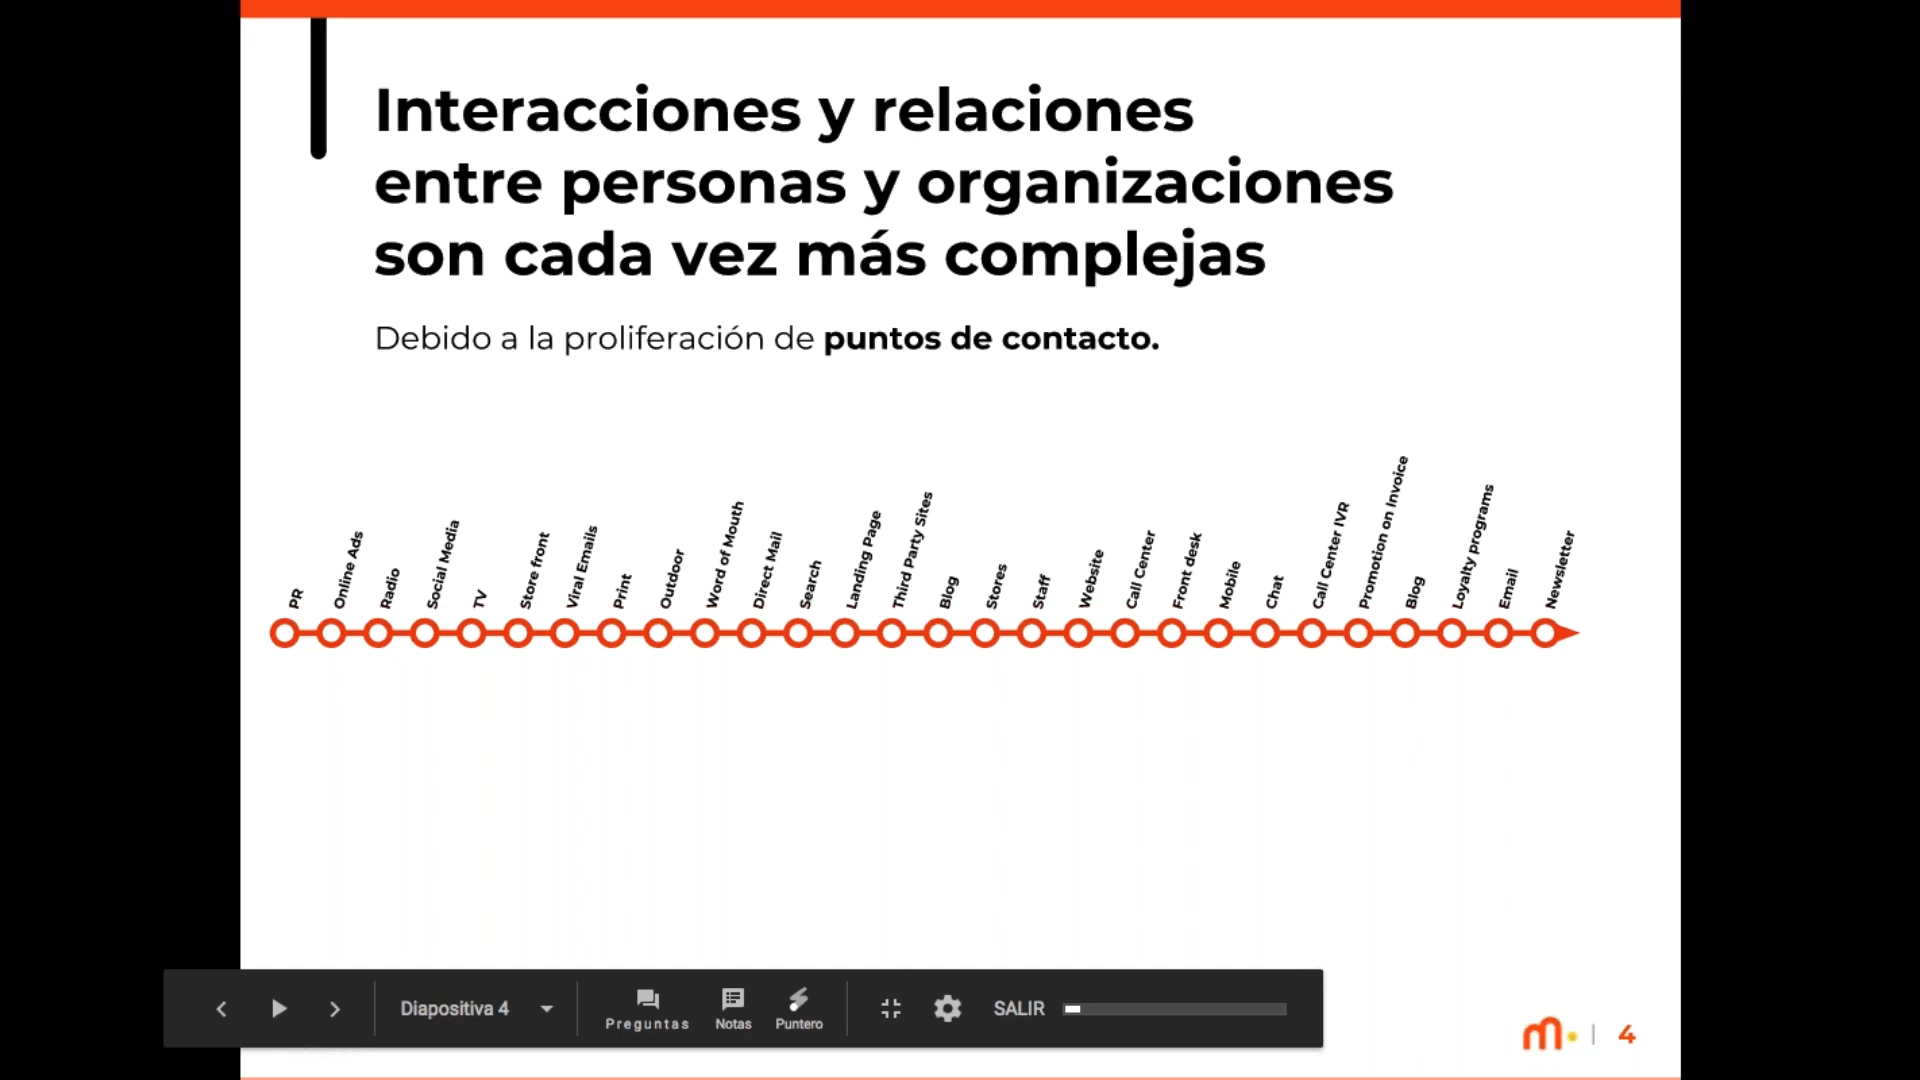 Interacciones y relaciones
entre personas y organizaciones
son cada vez más complejas
Debido a la proliferación de puntos de contacto.
PR
Online Ads
Radio
Social Media
TV
Store front
Viral Emails
Print
Outdoor
Word of Mouth
Direct Mail
Search
Landing Page
Third Party Sites
Blog
Stores
Staff
Website
Call Center
Front desk
Mobile
Chat
Call Center IVR
Promotion on Invoice
Blog
Loyalty programs
Email
Newsletter
Diapositiva 4
Preguntas
Notas
Puntero
SALIR
m. | 4